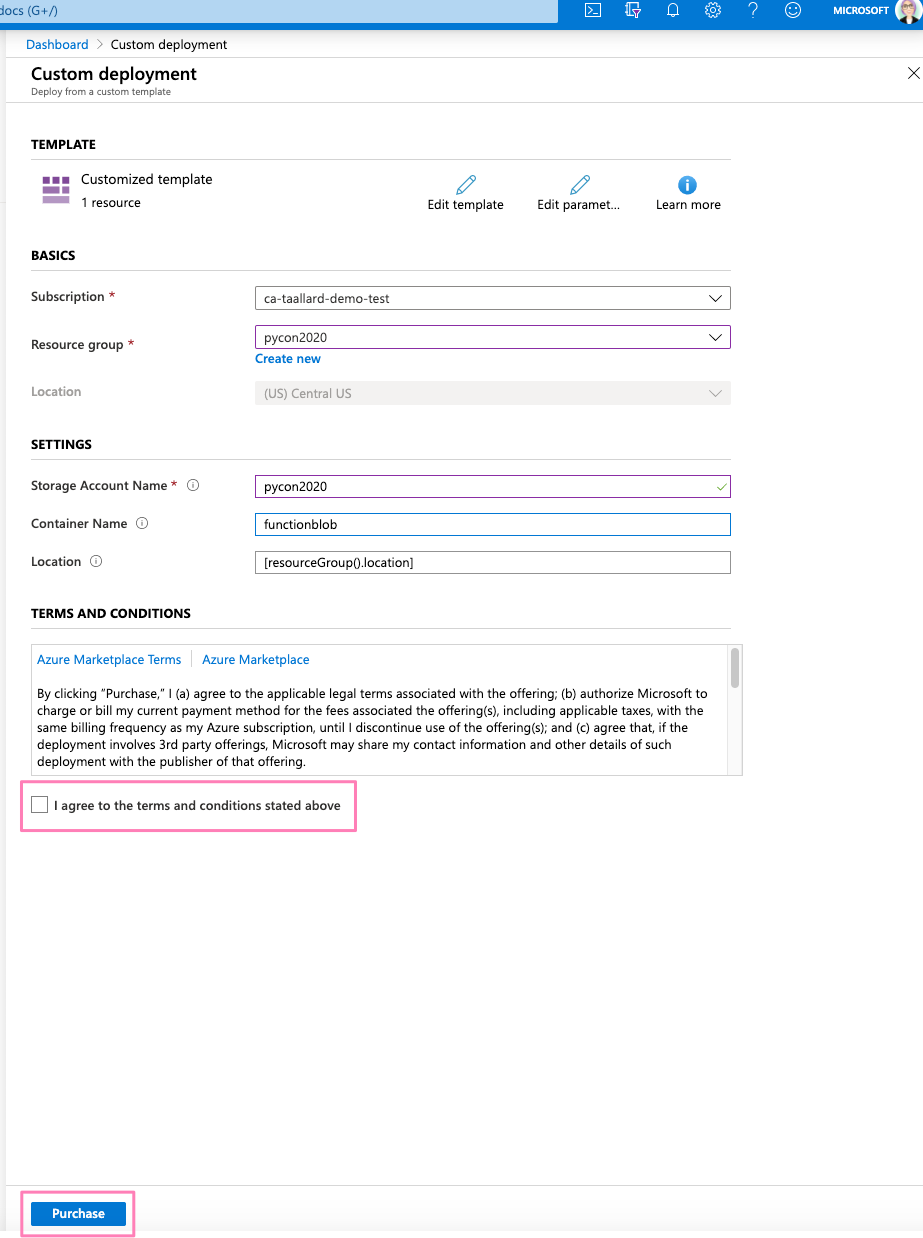 docs (G+/)
MICROSOFT
Dashboard > Custom deployment
Custom deployment
Deploy from a custom template
TEMPLATE
Customized template
1 resource
Edit template
Edit paramet...
Learn more
BASICS
Subscription *
ca-taallard-demo-test
Resource group *
pycon2020
Create new
Location
(US) Central US
SETTINGS
Storage Account Name *
pycon2020
Container Name
functionblob
Location
[resourceGroup().location]
TERMS AND CONDITIONS
Azure Marketplace Terms
Azure Marketplace
By clicking "Purchase," I (a) agree to the applicable legal terms associated with the offering; (b) authorize Microsoft to
charge or bill my current payment method for the fees associated the offering(s), including applicable taxes, with the
same billing frequency as my Azure subscription, until I discontinue use of the offering(s); and (c) agree that, if the
deployment involves 3rd party offerings, Microsoft may share my contact information and other details of such
deployment with the publisher of that offering.
I agree to the terms and conditions stated above
Purchase